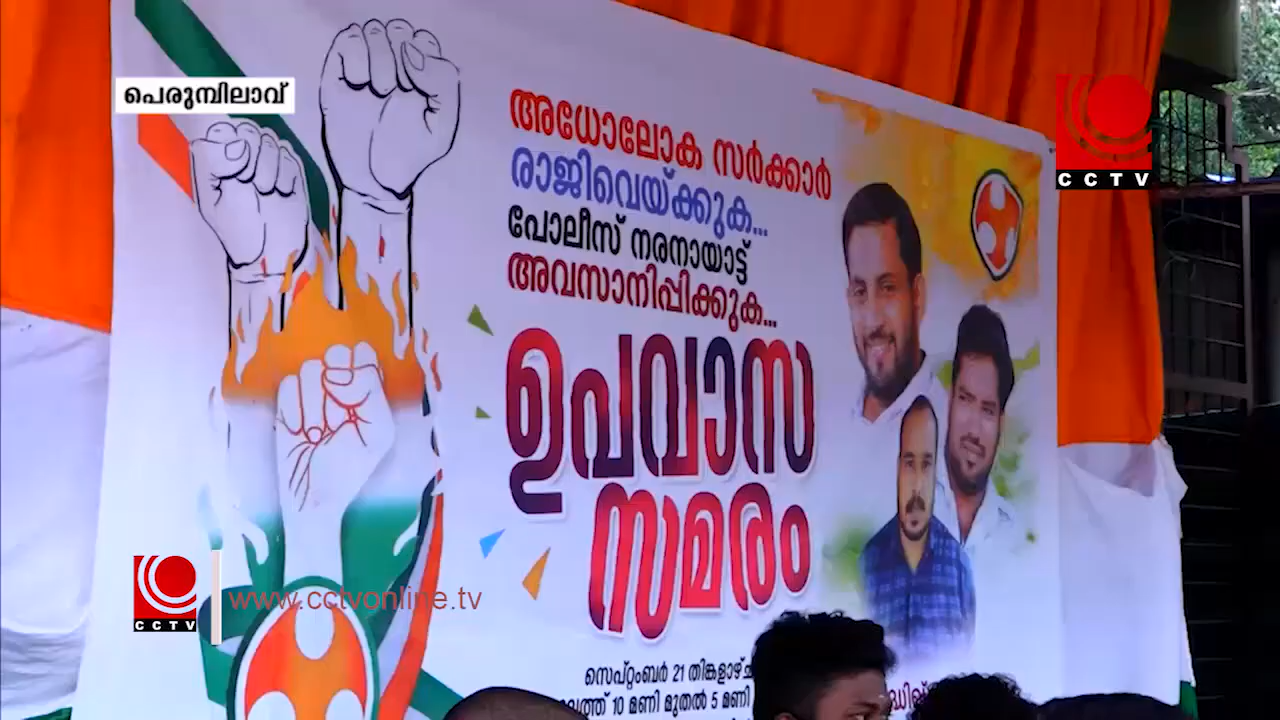 പെരുമ്പിലാവ്
CCTV
അധോലോക സർക്കാർ
രാജിവെയ്ക്കുക...
പോലീസ് നരനായാട്ട്
അവസാനിപ്പിക്കുക...
ഉപവാസ
സമരം
CCTV
www.cctvonline.tv
സെപ്റ്റംബർ 21 തിങ്കളാഴ്ച
10 മണി മുതൽ 5 മണി